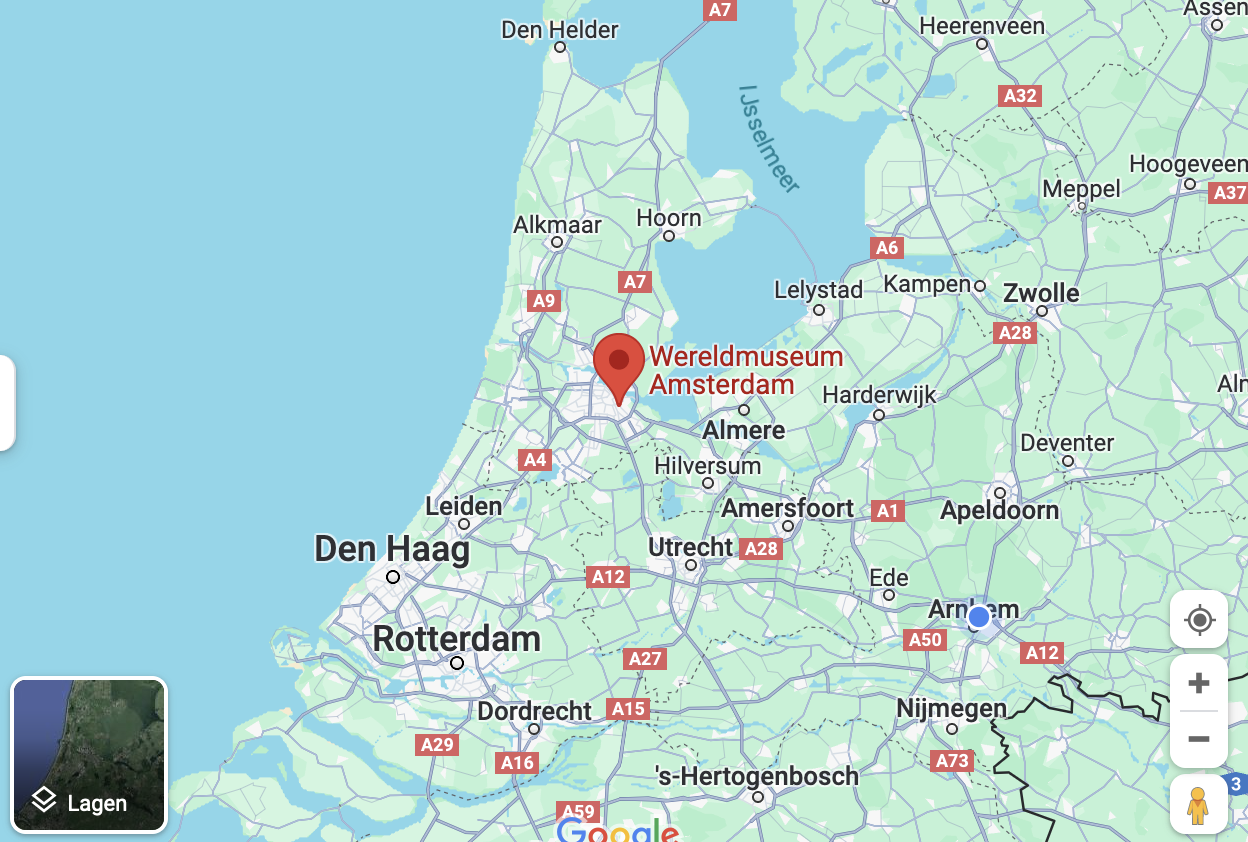 A7
Den Helder
Heerenveen
Assen
A32
IJsselmeer
Hoogeveen
Meppel
A37
Alkmaar
Hoorn
A6
A7
Lelystad
Kampen
Zwolle
A9
A28
Wereldmuseum
Amsterdam
Harderwijk
Almere
Deventer
A4
Hilversum
Leiden
Amersfoort
A1
Apeldoorn
Den Haag
Utrecht
A28
A12
Ede
Arnhem
Rotterdam
A50
A12
A27
Dordrecht
A15
Nijmegen
A29
A16
A73
's-Hertogenbosch
3
Lagen
A59
Google